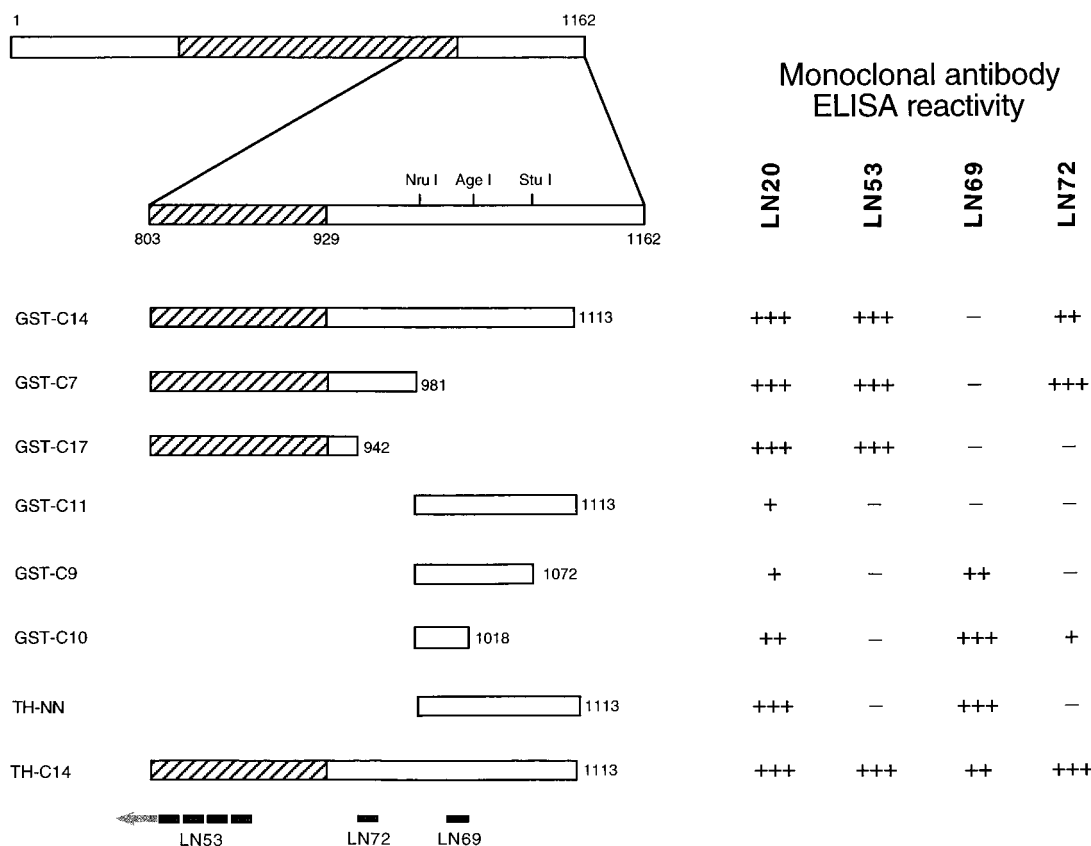 1 1162
Monoclonal antibody
ELISA reactivity
LN20 LN53 LN69 LN72
Nru I Age I Stu I
803 929 1162
GST-C14 1113 +++ +++ – ++
GST-C7 981 +++ +++ – +++
GST-C17 942 +++ +++ – –
GST-C11 1113 + – – –
GST-C9 1072 + – ++ –
GST-C10 1018 ++ – +++ +
TH-NN 1113 +++ – +++ –
TH-C14 1113 +++ +++ ++ +++
LN53 LN72 LN69